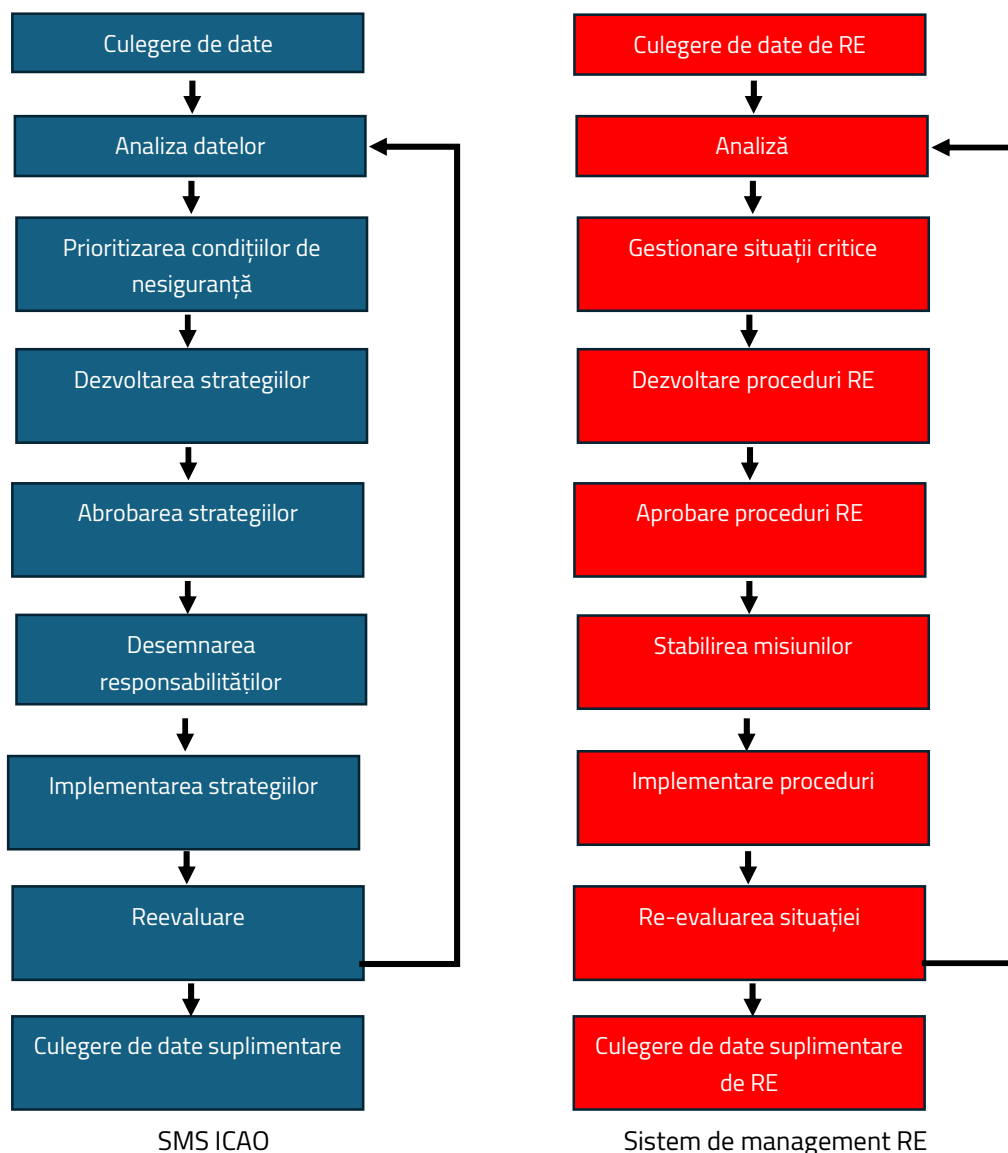 Culegere de date
Analiza datelor
Prioritizarea condițiilor de
nesiguranță
Dezvoltarea strategiilor
Abrobarea strategiilor
Desemnarea
responsabilităților
Implementarea strategiilor
Reevaluare
Culegere de date suplimentare
SMS ICAO
Culegere de date de RE
Analiză
Gestionare situații critice
Dezvoltare proceduri RE
Aprobare proceduri RE
Stabilirea misiunilor
Implementare proceduri
Re-evaluarea situației
Culegere de date suplimentare
de RE
Sistem de management RE